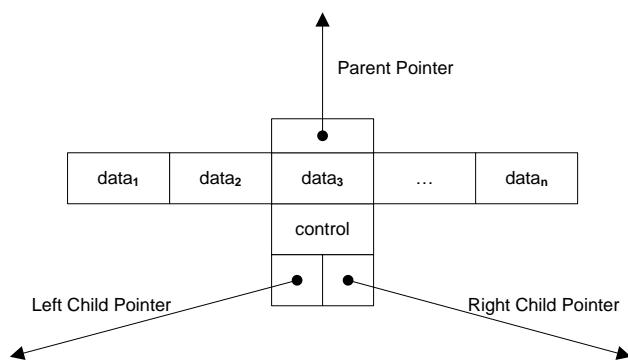 Parent Pointer
data₁ data₂ data₃ ... dataₙ
control
Left Child Pointer
Right Child Pointer